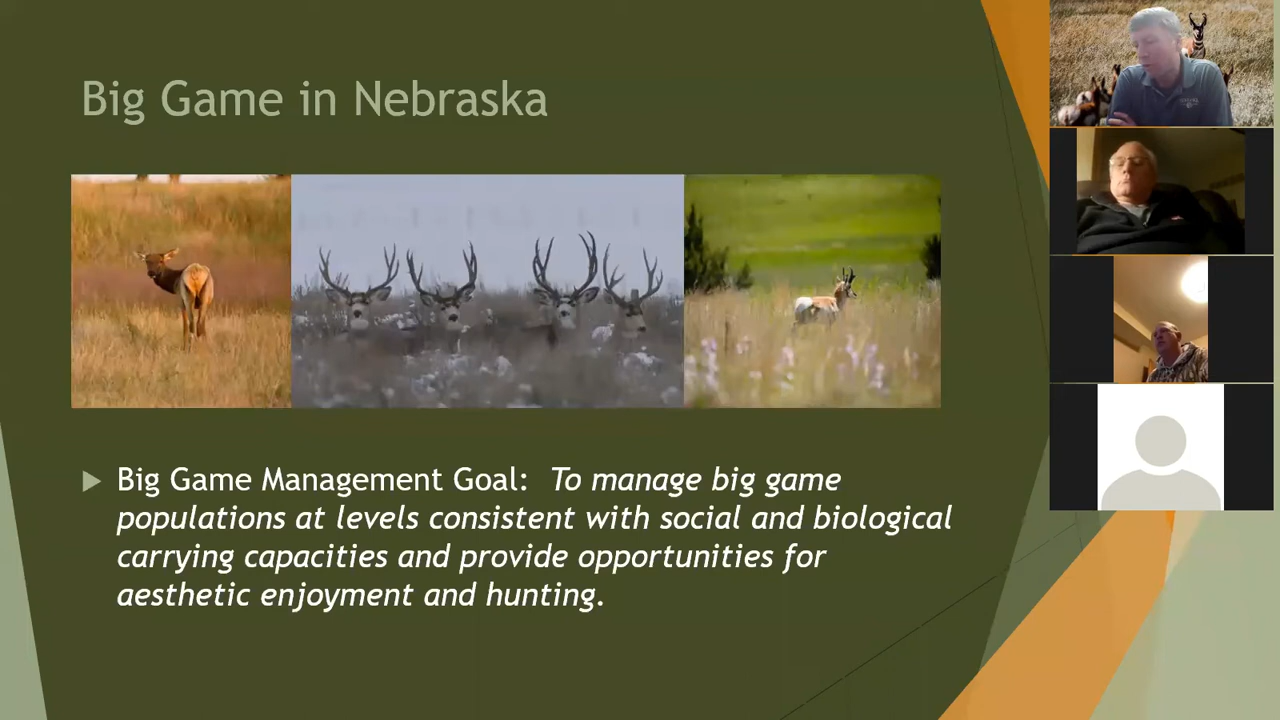 Big Game in Nebraska
Big Game Management Goal: To manage big game
populations at levels consistent with social and biological
carrying capacities and provide opportunities for
aesthetic enjoyment and hunting.